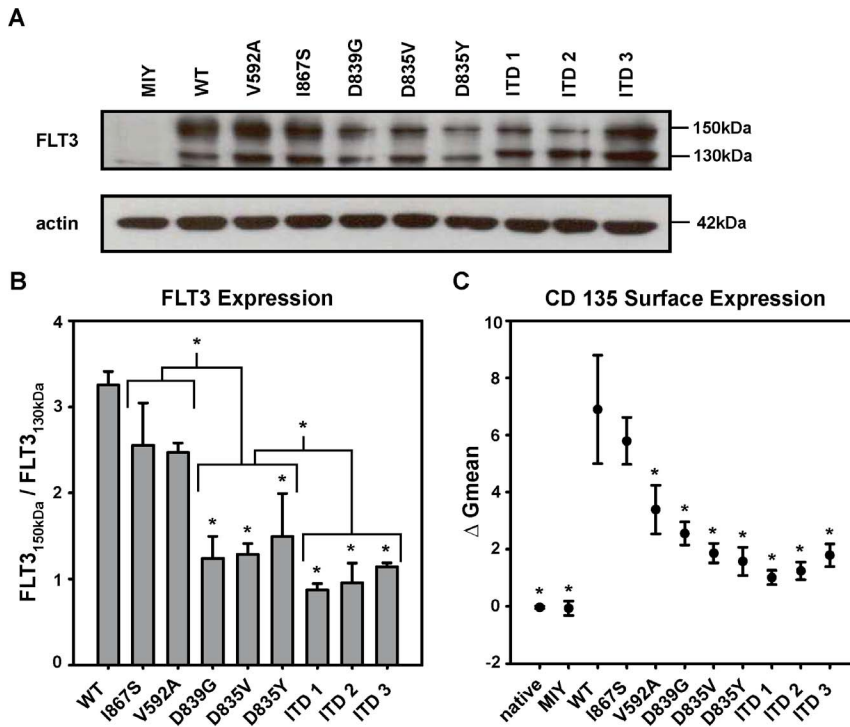 A
MIY WT V592A I867S D839G D835V D835Y ITD 1 ITD 2 ITD 3
FLT3
150kDa
130kDa
actin
42kDa
B
FLT3 Expression
FLT3150kDa / FLT3130kDa
4
3
2
1
0
*
*
* * * * * *
WT I867S V592A D839G D835V D835Y ITD 1 ITD 2 ITD 3
C
CD 135 Surface Expression
Δ Gmean
10
8
6
4
2
0
-2
* * * * * * * * *
native MIY WT I867S V592A D839G D835V D835Y ITD 1 ITD 2 ITD 3